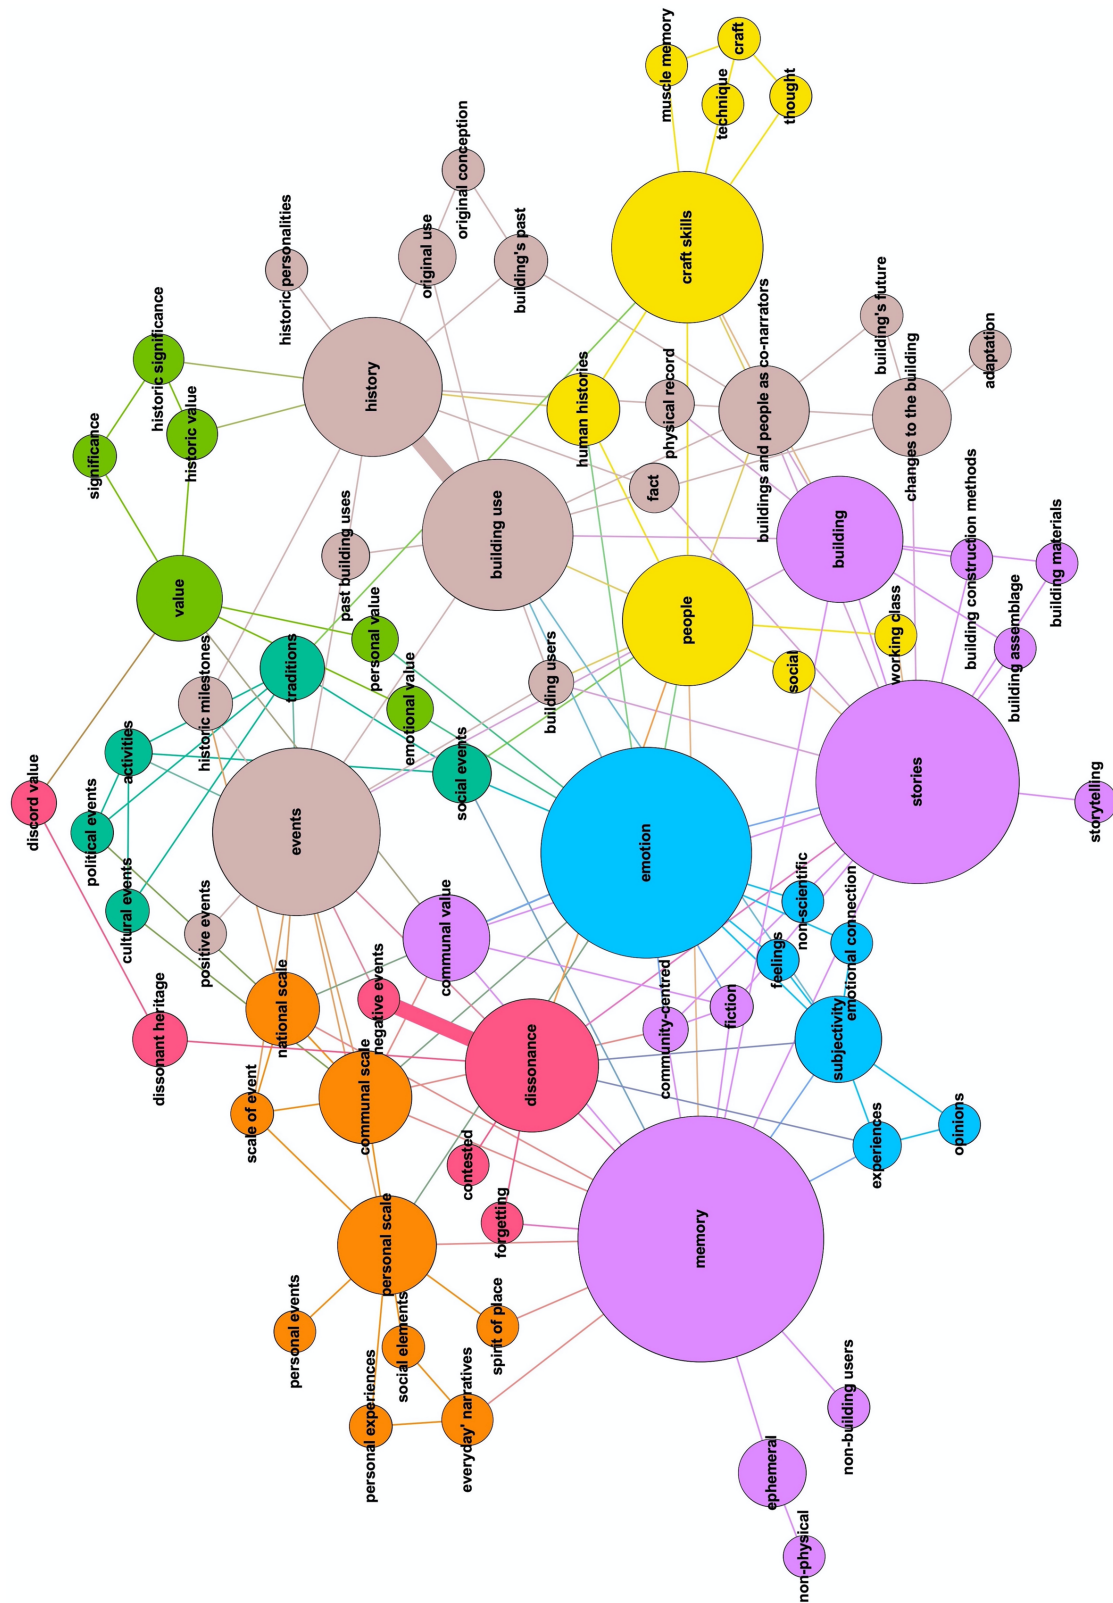 discord value
political events
activities
cultural events
dissonant heritage
significance
historic significance
historic value
value
historic personalities
history
original use
original conception
building's past
past building uses
building use
historic milestones
traditions
personal value
emotional value
social events
events
positive events
national scale
scale of event
communal scale
negative events
communal value
dissonance
contested
forgetting
personal scale
personal events
social elements
personal experiences
everyday' narratives
spirit of place
memory
ephemeral
non-physical
non-building users
emotion
community-centred
fiction
feelings
non-scientific
emotional connection
subjectivity
experiences
opinions
stories
storytelling
building users
people
social
working class
building
building assemblage
building construction methods
building materials
fact
physical record
human histories
buildings and people as co-narrators
building's future
changes to the building
adaptation
craft skills
muscle memory
technique
craft
thought